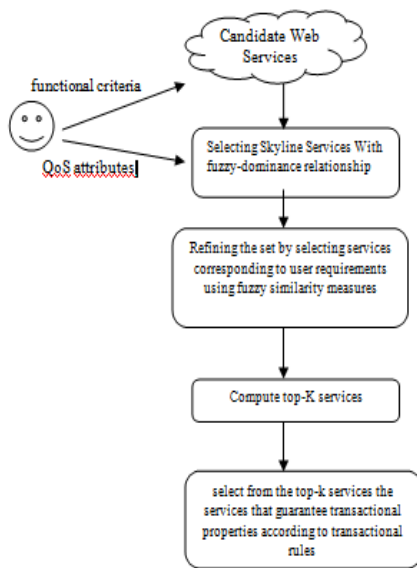 Candidate Web
Services
functional criteria
QoS attributes
Selecting Skyline Services With
fuzzy-dominance relationship
Refining the set by selecting services
corresponding to user requirements
using fuzzy similarity measures
Compute top-K services
select from the top-k services the
services that guarantee transactional
properties according to transactional
rules